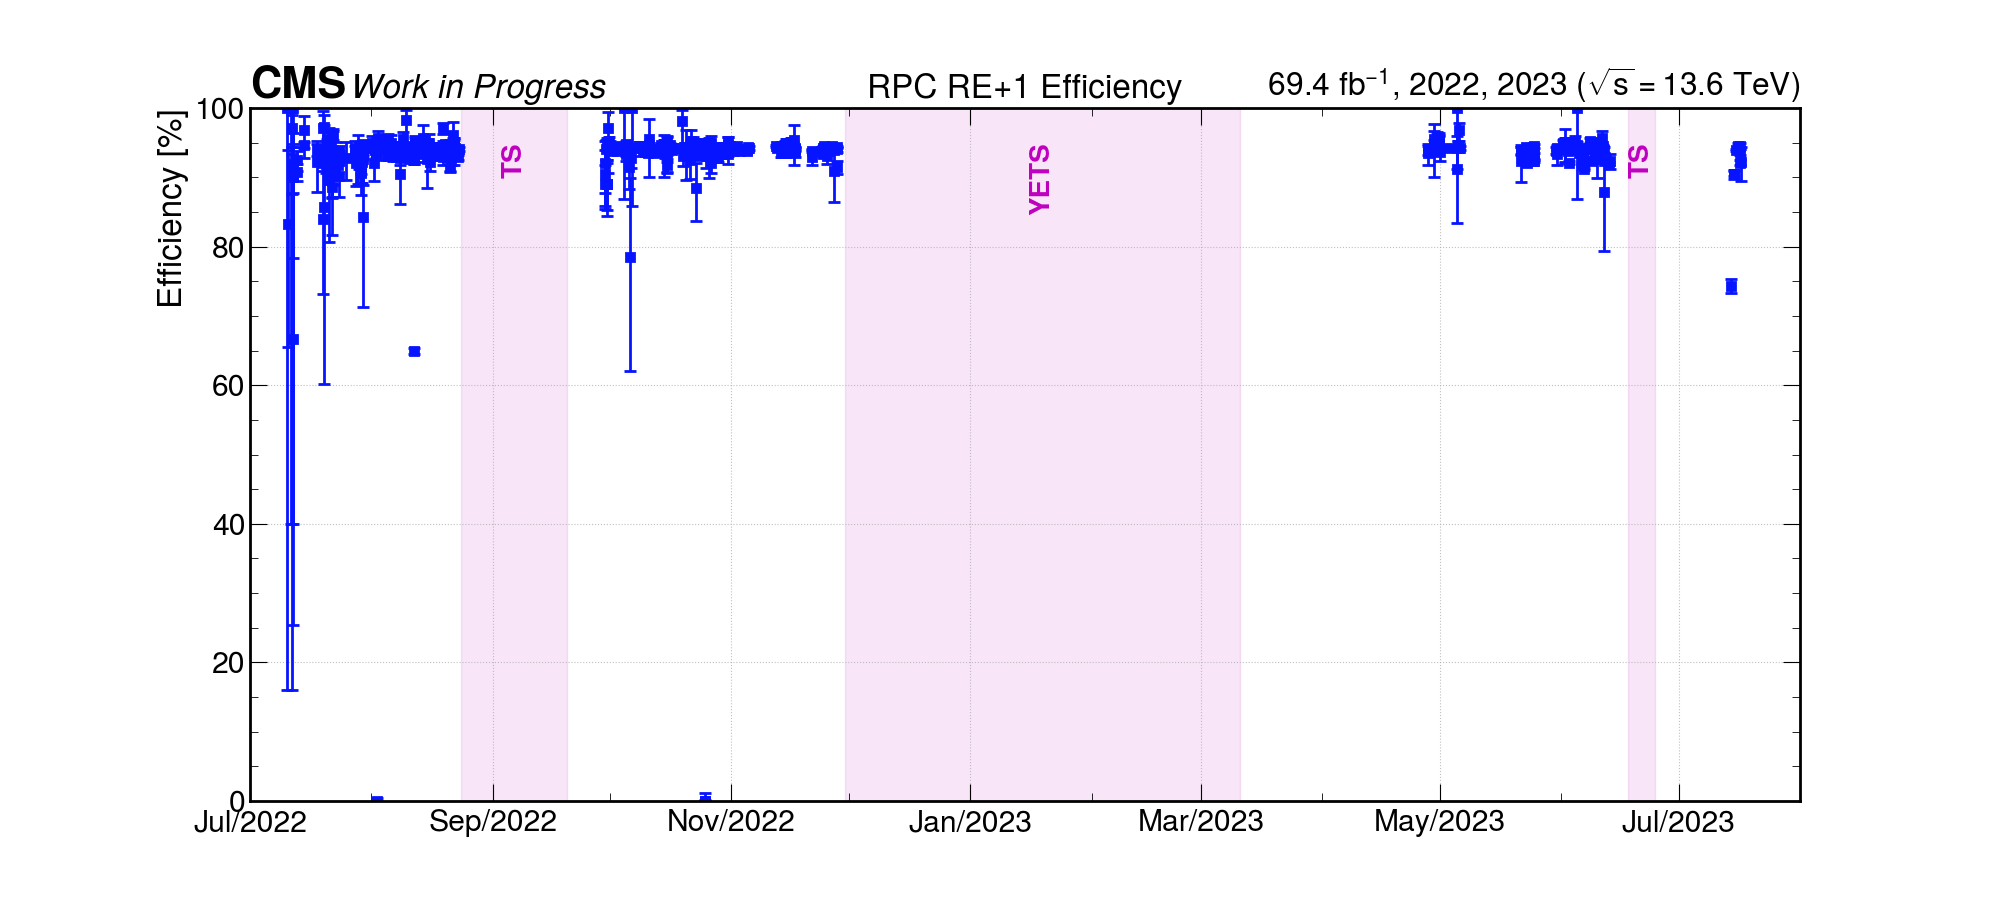 CMS Work in Progress RPC RE+1 Efficiency 69.4 fb⁻¹, 2022, 2023 (√s = 13.6 TeV)
Efficiency [%]
100
80
60
40
20
0
TS
YETS
TS
Jul/2022 Sep/2022 Nov/2022 Jan/2023 Mar/2023 May/2023 Jul/2023